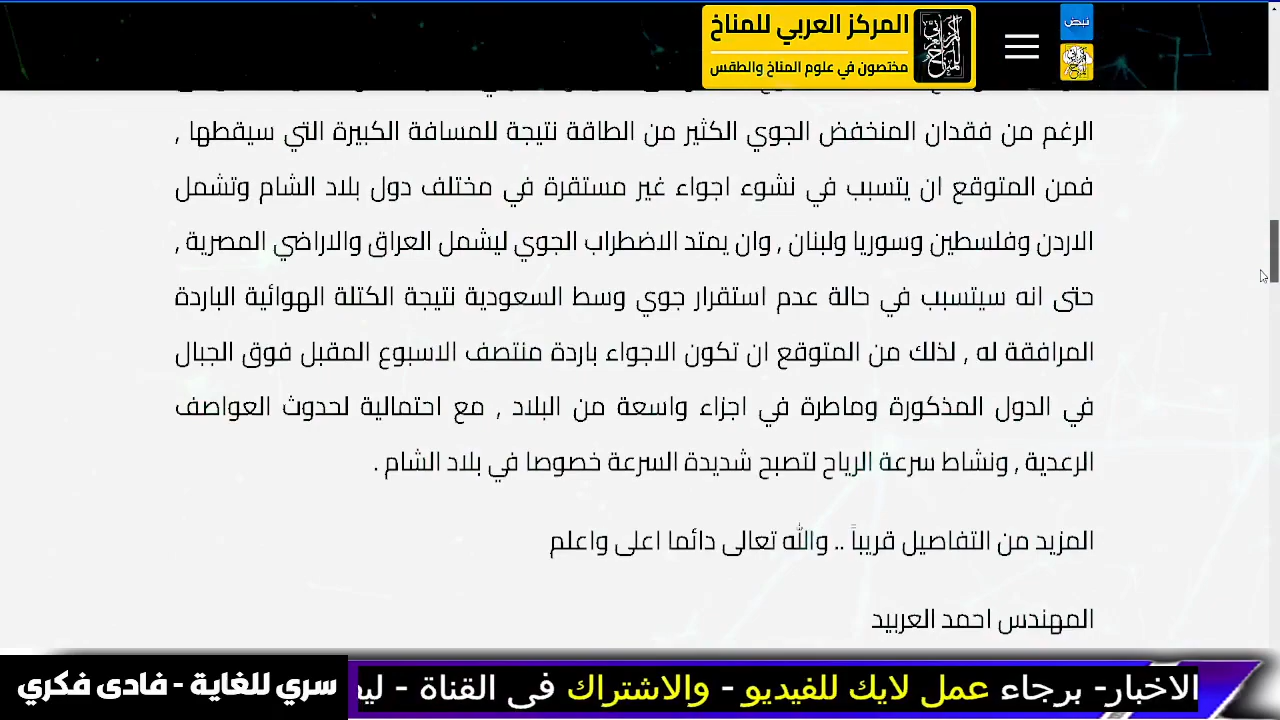 نبض
المركز العربي للمناخ
مختصون في علوم المناخ والطقس
الرغم من فقدان المنخفض الجوي الكثير من الطاقة نتيجة للمسافة الكبيرة التي سيقطها ,
فمن المتوقع ان يتسبب في نشوء اجواء غير مستقرة في مختلف دول بلاد الشام وتشمل
الاردن وفلسطين وسوريا ولبنان , وان يمتد الاضطراب الجوي ليشمل العراق والاراضي المصرية ,
حتى انه سيتسبب في حالة عدم استقرار جوي وسط السعودية نتيجة الكتلة الهوائية الباردة
المرافقة له , لذلك من المتوقع ان تكون الاجواء باردة منتصف الاسبوع المقبل فوق الجبال
في الدول المذكورة وماطرة في اجزاء واسعة من البلاد , مع احتمالية لحدوث العواصف
الرعدية , ونشاط سرعة الرياح لتصبح شديدة السرعة خصوصا في بلاد الشام .
المزيد من التفاصيل قريباً .. والله تعالى دائما اعلى واعلم
المهندس احمد العربيد
الاخبار- برجاء عمل لايك للفيديو - والاشتراك فى القناة -
سري للغاية - فادى فكري